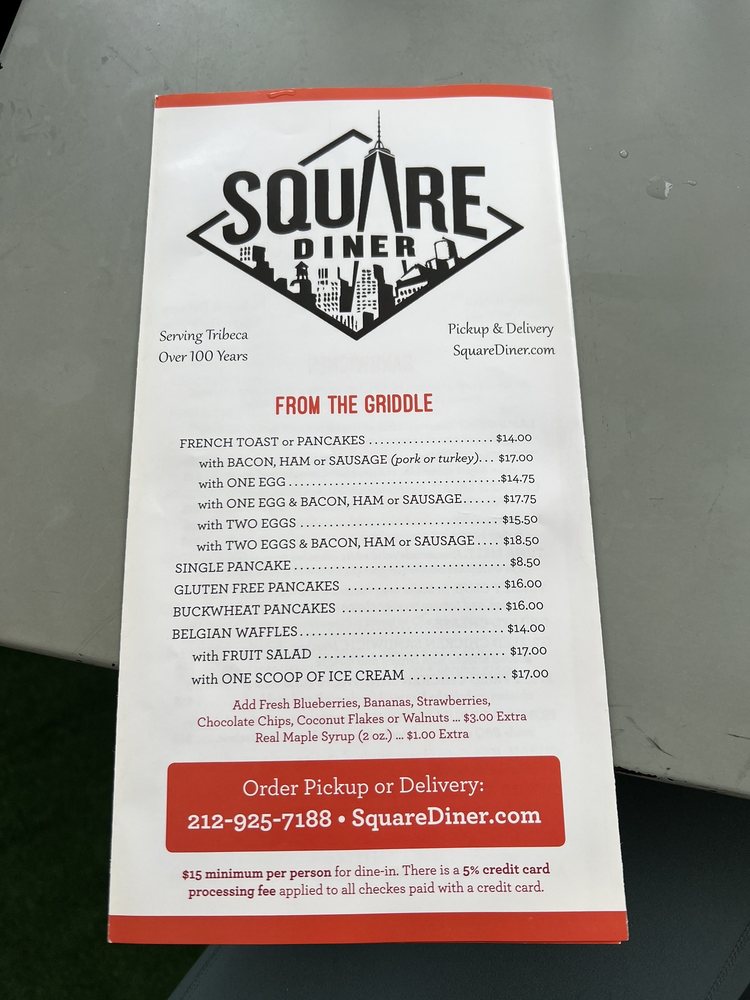 SQUARE
DINER
Serving Tribeca
Over 100 Years
Pickup & Delivery
SquareDiner.com
FROM THE GRIDDLE
FRENCH TOAST or PANCAKES ...................... $14.00
with BACON, HAM or SAUSAGE (pork or turkey)... $17.00
with ONE EGG ......................................$14.75
with ONE EGG & BACON, HAM or SAUSAGE...... $17.75
with TWO EGGS ................................... $15.50
with TWO EGGS & BACON, HAM or SAUSAGE .... $18.50
SINGLE PANCAKE ...................................... $8.50
GLUTEN FREE PANCAKES ............................ $16.00
BUCKWHEAT PANCAKES ............................. $16.00
BELGIAN WAFFLES..................................... $14.00
with FRUIT SALAD .................................. $17.00
with ONE SCOOP OF ICE CREAM ................. $17.00
Add Fresh Blueberries, Bananas, Strawberries,
Chocolate Chips, Coconut Flakes or Walnuts ... $3.00 Extra
Real Maple Syrup (2 oz.) ... $1.00 Extra
Order Pickup or Delivery:
212-925-7188 • SquareDiner.com
$15 minimum per person for dine-in. There is a 5% credit card
processing fee applied to all checkes paid with a credit card.